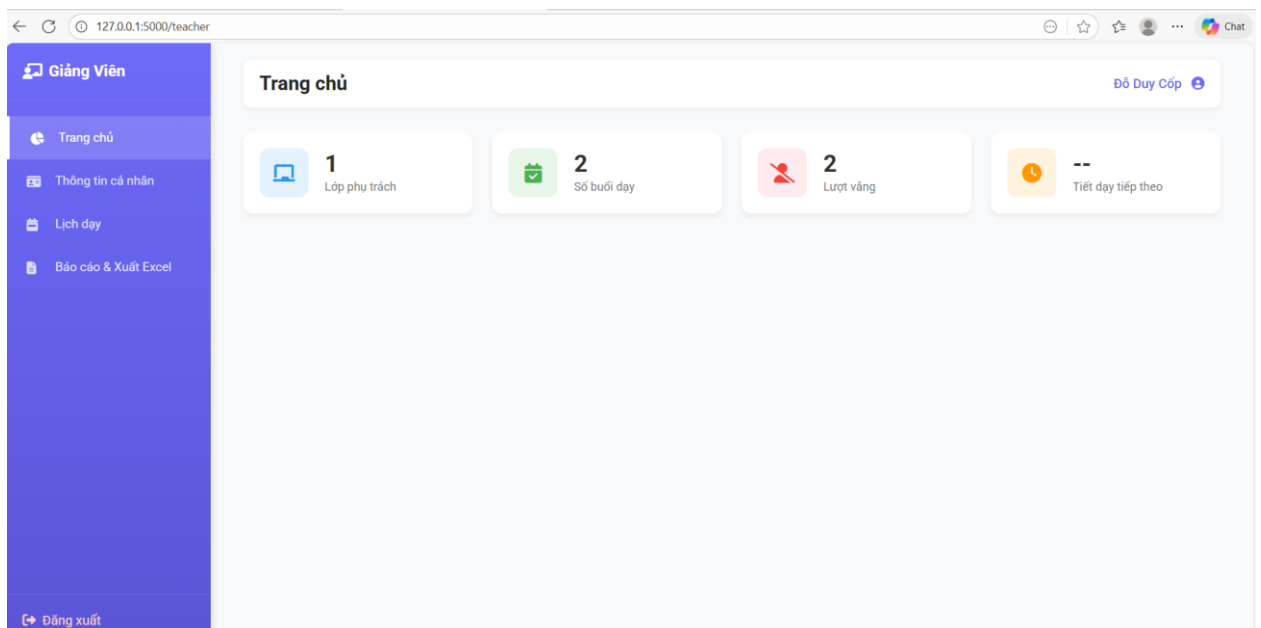 127.0.0.1:5000/teacher
Chat
Giảng Viên
Trang chủ
Đỗ Duy Cốp
Trang chủ
Thông tin cá nhân
Lịch dạy
Báo cáo & Xuất Excel
1
Lớp phụ trách
2
Số buổi dạy
2
Lượt vắng
--
Tiết dạy tiếp theo
Đăng xuất